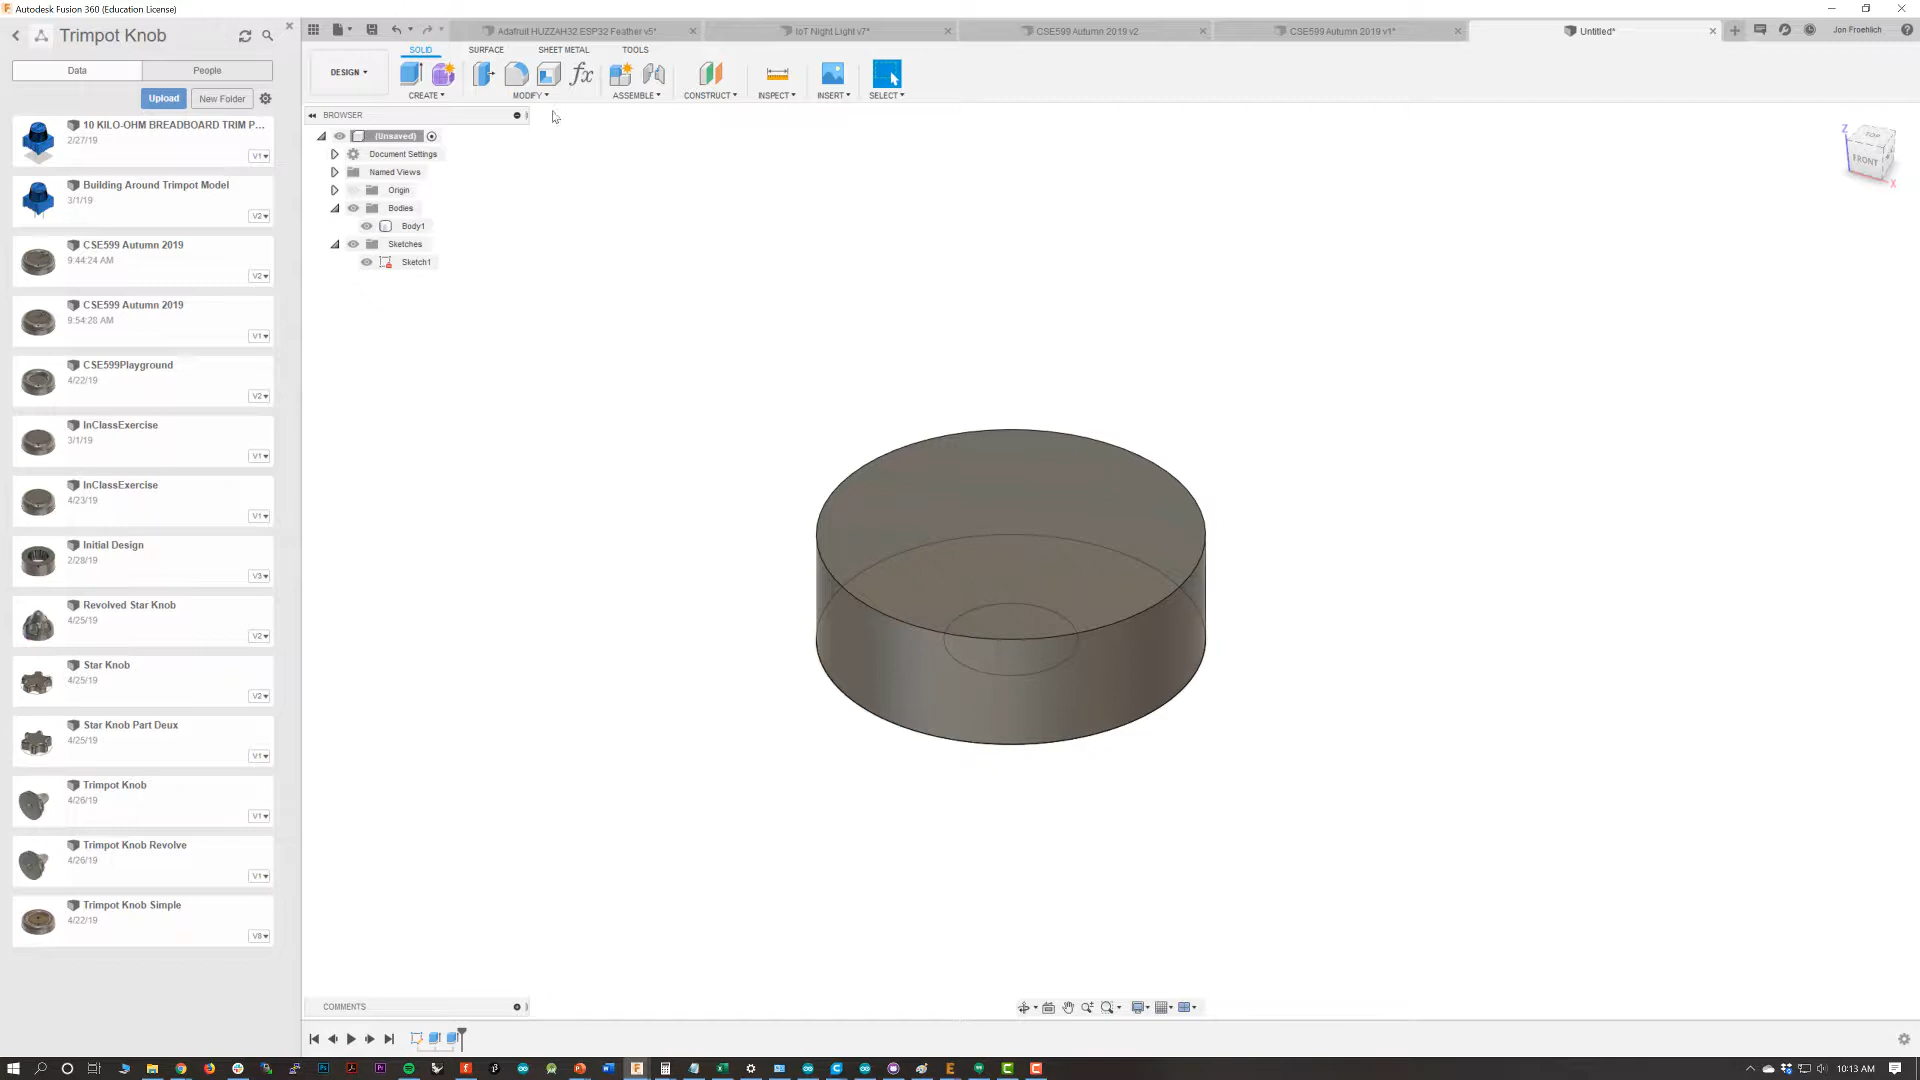 Autodesk Fusion 360 (Education License)
Trimpot Knob
Data
People
Upload
New Folder
10 KILO-OHM BREADBOARD TRIM P...
2/27/19
V1
Building Around Trimpot Model
3/1/19
V2
CSE599 Autumn 2019
9:44:24 AM
V2
CSE599 Autumn 2019
9:54:28 AM
V1
CSE599Playground
4/22/19
V2
InClassExercise
3/1/19
V1
InClassExercise
4/23/19
V1
Initial Design
2/28/19
V3
Revolved Star Knob
4/25/19
V2
Star Knob
4/25/19
V2
Star Knob Part Deux
4/25/19
V1
Trimpot Knob
4/26/19
V1
Trimpot Knob Revolve
4/26/19
V1
Trimpot Knob Simple
4/22/19
V8
Adafruit HUZZAH32 ESP32 Feather v5*
IoT Night Light v7*
CSE599 Autumn 2019 v2
CSE599 Autumn 2019 v1*
Untitled*
Jon Froehlich
SOLID
SURFACE
SHEET METAL
TOOLS
DESIGN
CREATE
MODIFY
ASSEMBLE
CONSTRUCT
INSPECT
INSERT
SELECT
BROWSER
(Unsaved)
Document Settings
Named Views
Origin
Bodies
Body1
Sketches
Sketch1
TOP
FRONT
Z
X
COMMENTS
10:13 AM